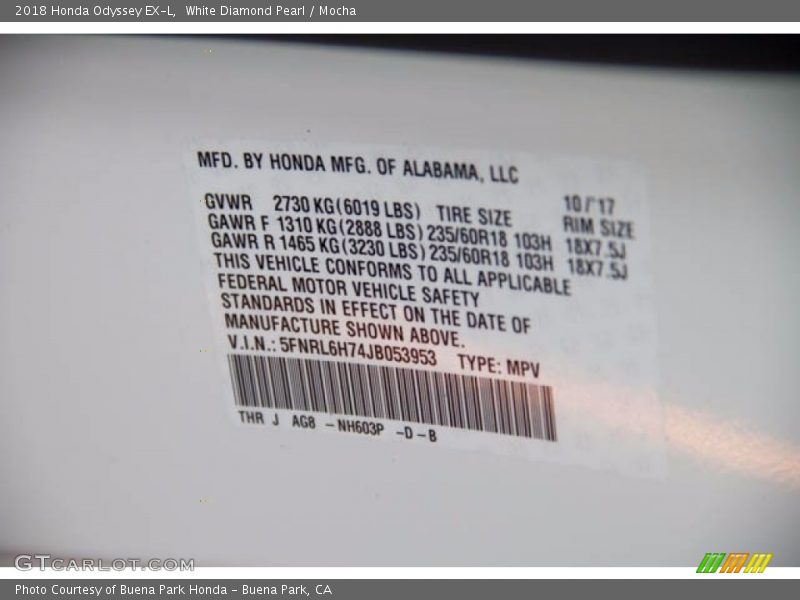 2018 Honda Odyssey EX-L, White Diamond Pearl / Mocha
MFD. BY HONDA MFG. OF ALABAMA, LLC
10/'17
GVWR 2730 KG(6019 LBS) TIRE SIZE RIM SIZE
GAWR F 1310 KG(2888 LBS) 235/60R18 103H 18X7.5J
GAWR R 1465 KG(3230 LBS) 235/60R18 103H 18X7.5J
THIS VEHICLE CONFORMS TO ALL APPLICABLE
FEDERAL MOTOR VEHICLE SAFETY
STANDARDS IN EFFECT ON THE DATE OF
MANUFACTURE SHOWN ABOVE.
V.I.N.: 5FNRL6H74JB053953 TYPE: MPV
THR J AG8 -NH603P -D-B
GTCARLOT.COM
Photo Courtesy of Buena Park Honda - Buena Park, CA